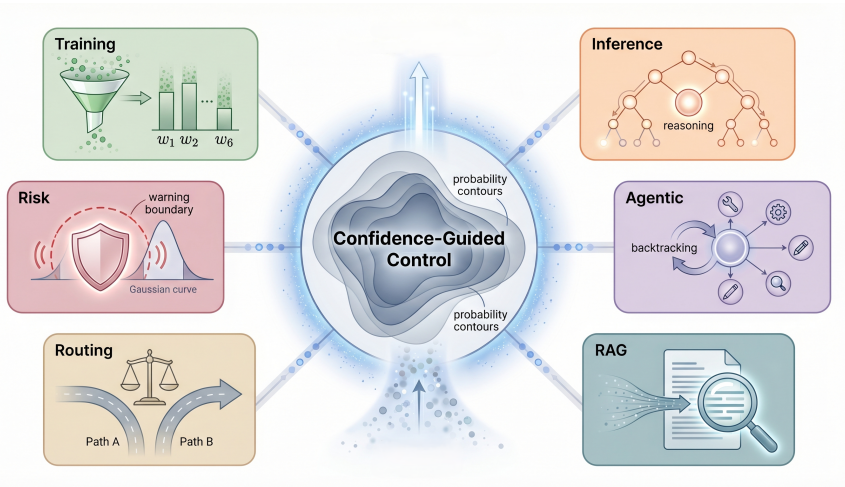 Training
w₁ w₂ ... w₆
Risk
warning
boundary
Gaussian curve
Routing
Path A
Path B
probability
contours
Confidence-Guided
Control
probability
contours
Inference
reasoning
Agentic
backtracking
RAG